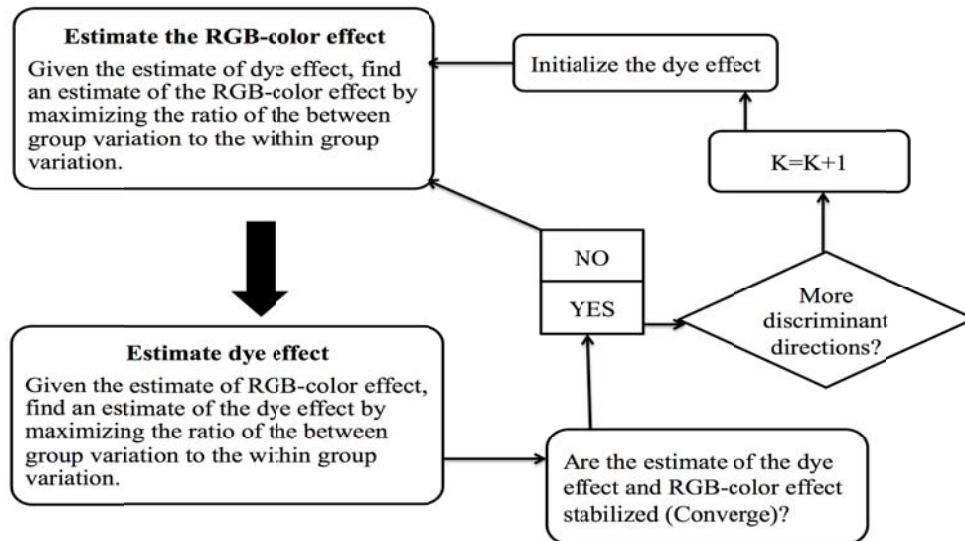 Estimate the RGB-color effect
Given the estimate of dye effect, find
an estimate of the RGB-color effect by
maximizing the ratio of the between
group variation to the within group
variation.
Initialize the dye effect
K=K+1
NO
YES
More
discriminant
directions?
Estimate dye effect
Given the estimate of RGB-color effect,
find an estimate of the dye effect by
maximizing the ratio of the between
group variation to the within group
variation.
Are the estimate of the dye
effect and RGB-color effect
stabilized (Converge)?